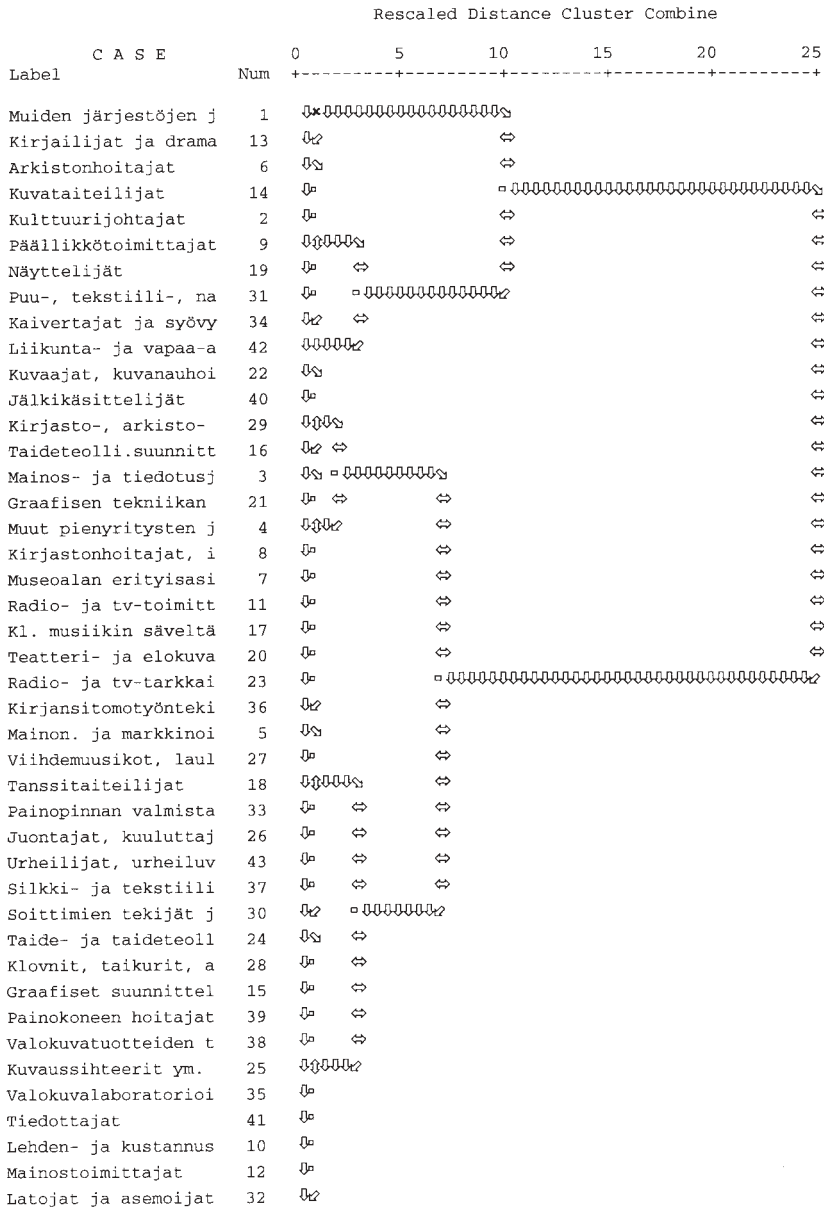 Rescaled Distance Cluster Combine
C A S E 0 5 10 15 20 25
Label Num +---------+---------+---------+---------+---------+
Muiden järjestöjen j 1
Kirjailijat ja drama 13
Arkistonhoitajat 6
Kuvataiteilijat 14
Kulttuurijohtajat 2
Päällikkötoimittajat 9
Näyttelijät 19
Puu-, tekstiili-, na 31
Kaivertajat ja syövy 34
Liikunta- ja vapaa-a 42
Kuvaajat, kuvanauhoi 22
Jälkikäsittelijät 40
Kirjasto-, arkisto- 29
Taideteolli.suunnitt 16
Mainos- ja tiedotusj 3
Graafisen tekniikan 21
Muut pienyritysten j 4
Kirjastonhoitajat, i 8
Museoalan erityisasi 7
Radio- ja tv-toimitt 11
Kl. musiikin säveltä 17
Teatteri- ja elokuva 20
Radio- ja tv-tarkkai 23
Kirjansitomotyönteki 36
Mainon. ja markkinoi 5
Viihdemuusikot, laul 27
Tanssitaiteilijat 18
Painopinnan valmista 33
Juontajat, kuuluttaj 26
Urheilijat, urheiluv 43
Silkki- ja tekstiili 37
Soittimien tekijät j 30
Taide- ja taideteoll 24
Klovnit, taikurit, a 28
Graafiset suunnittel 15
Painokoneen hoitajat 39
Valokuvatuotteiden t 38
Kuvaussihteerit ym. 25
Valokuvalaboratorioi 35
Tiedottajat 41
Lehden- ja kustannus 10
Mainostoimittajat 12
Latojat ja asemoijat 32